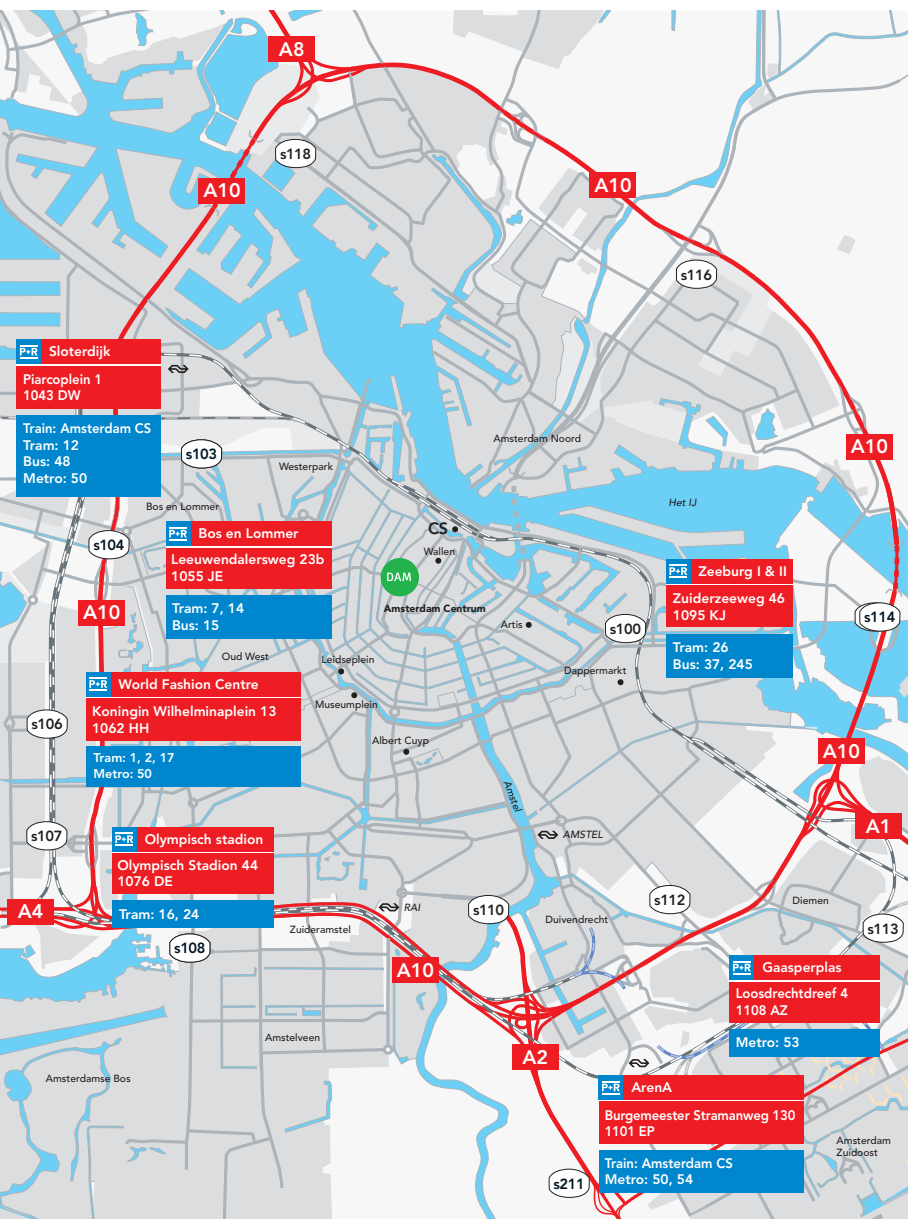 A8
s118
A10
A10
s116
P+R Sloterdijk
Piarcoplein 1
1043 DW
Train: Amsterdam CS
Tram: 12
Bus: 48
Metro: 50
s103
Westerpark
Amsterdam Noord
A10
Het IJ
Bos en Lommer
s104
P+R Bos en Lommer
Leeuwendalersweg 23b
1055 JE
Tram: 7, 14
Bus: 15
CS
Wallen
DAM
Amsterdam Centrum
Artis
s100
P+R Zeeburg I & II
Zuiderzeeweg 46
1095 KJ
Tram: 26
Bus: 37, 245
s114
A10
Oud West
Leidseplein
Museumplein
Dappermarkt
P+R World Fashion Centre
Koningin Wilhelminaplein 13
1062 HH
Tram: 1, 2, 17
Metro: 50
s106
Albert Cuyp
A10
Amstel
s107
P+R Olympisch stadion
Olympisch Stadion 44
1076 DE
Tram: 16, 24
AMSTEL
A1
A4
RAI
s110
s112
Diemen
Zuideramstel
Duivendrecht
s113
s108
A10
P+R Gaasperplas
Loosdrechtdreef 4
1108 AZ
Metro: 53
Amstelveen
A2
Amsterdamse Bos
P+R ArenA
Burgemeester Stramanweg 130
1101 EP
Train: Amsterdam CS
Metro: 50, 54
Amsterdam
Zuidoost
s211